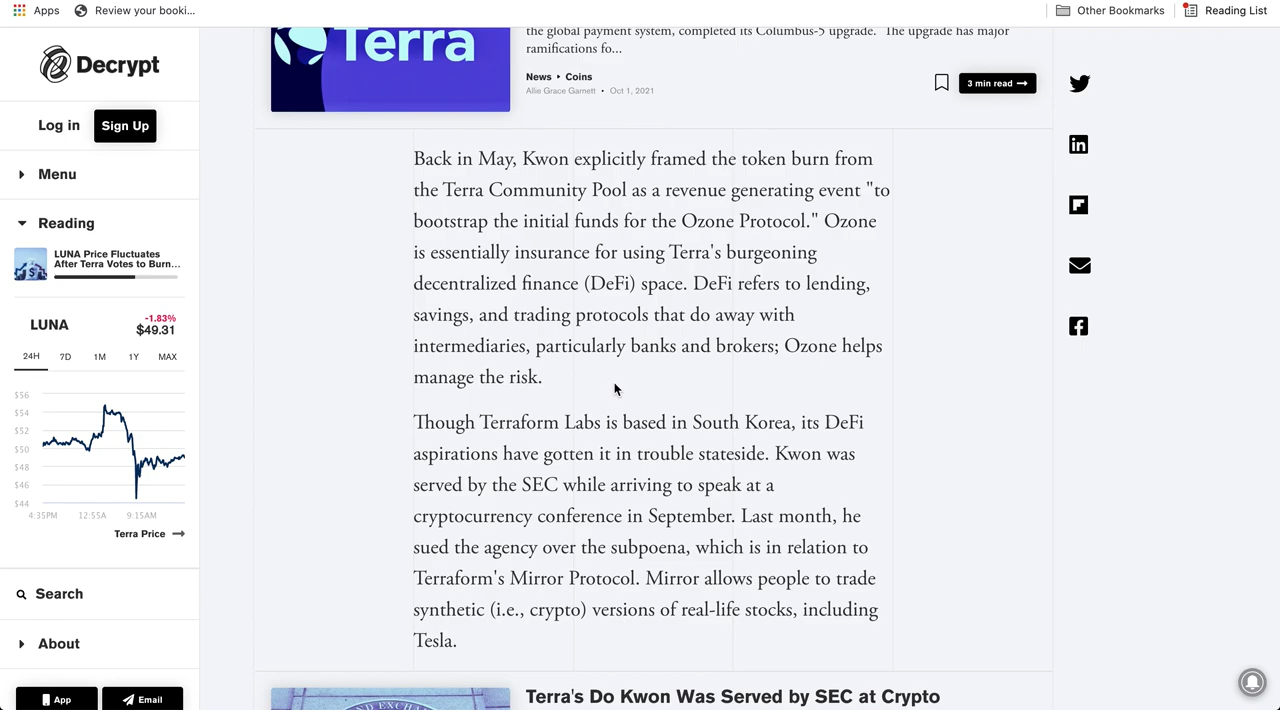 Apps
Review your booki...
Other Bookmarks
Reading List
Decrypt
Log in
Sign Up
Menu
Reading
LUNA Price Fluctuates
After Terra Votes to Burn...
LUNA
-1.83%
$49.31
24H 7D 1M 1Y MAX
$56
$54
$52
$50
$48
$46
$44
4:35PM 12:55A 9:15AM
Terra Price
Search
About
App
Email
Terra
the global payment system, completed its Columbus-5 upgrade. "The upgrade has major
ramifications fo...
News • Coins
Allie Grace Garnett • Oct 1, 2021
3 min read
Back in May, Kwon explicitly framed the token burn from
the Terra Community Pool as a revenue generating event "to
bootstrap the initial funds for the Ozone Protocol." Ozone
is essentially insurance for using Terra's burgeoning
decentralized finance (DeFi) space. DeFi refers to lending,
savings, and trading protocols that do away with
intermediaries, particularly banks and brokers; Ozone helps
manage the risk.
Though Terraform Labs is based in South Korea, its DeFi
aspirations have gotten it in trouble stateside. Kwon was
served by the SEC while arriving to speak at a
cryptocurrency conference in September. Last month, he
sued the agency over the subpoena, which is in relation to
Terraform's Mirror Protocol. Mirror allows people to trade
synthetic (i.e., crypto) versions of real-life stocks, including
Tesla.
Terra's Do Kwon Was Served by SEC at Crypto